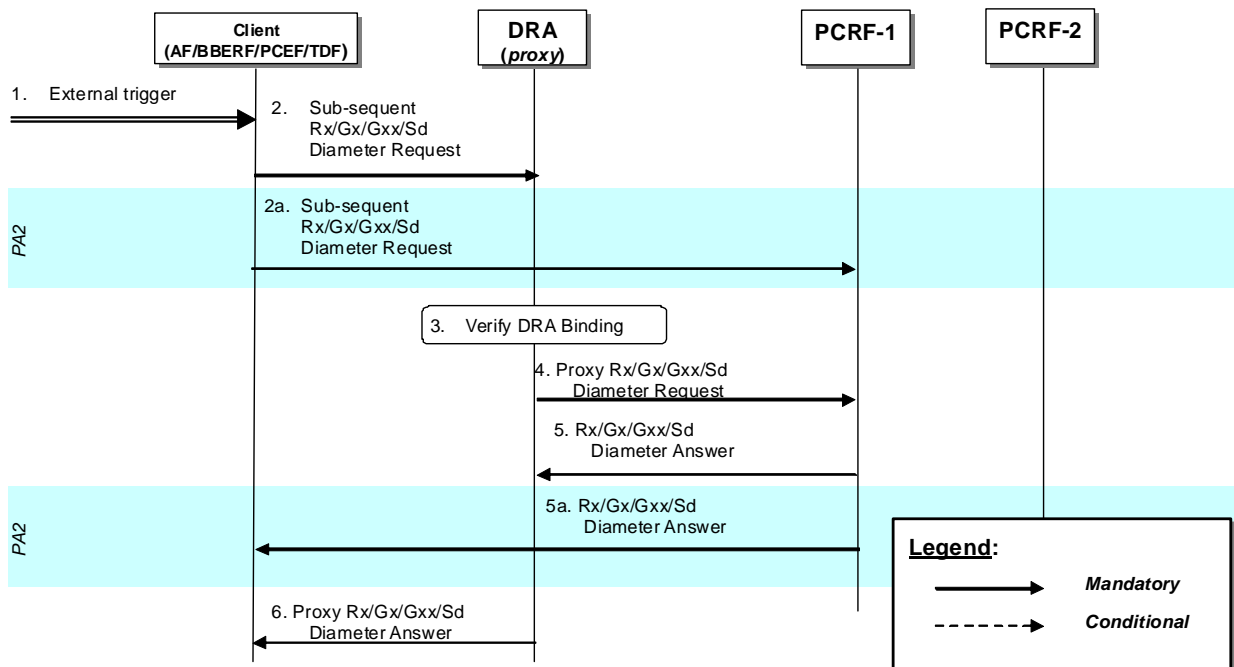 Client
(AF/BBERF/PCEF/TDF)
DRA
(proxy)
PCRF-1
PCRF-2
1. External trigger
2. Sub-sequent
Rx/Gx/Gxx/Sd
Diameter Request
PA2
2a. Sub-sequent
Rx/Gx/Gxx/Sd
Diameter Request
3. Verify DRA Binding
4. Proxy Rx/Gx/Gxx/Sd
Diameter Request
5. Rx/Gx/Gxx/Sd
Diameter Answer
PA2
5a. Rx/Gx/Gxx/Sd
Diameter Answer
6. Proxy Rx/Gx/Gxx/Sd
Diameter Answer
Legend:
Mandatory
Conditional